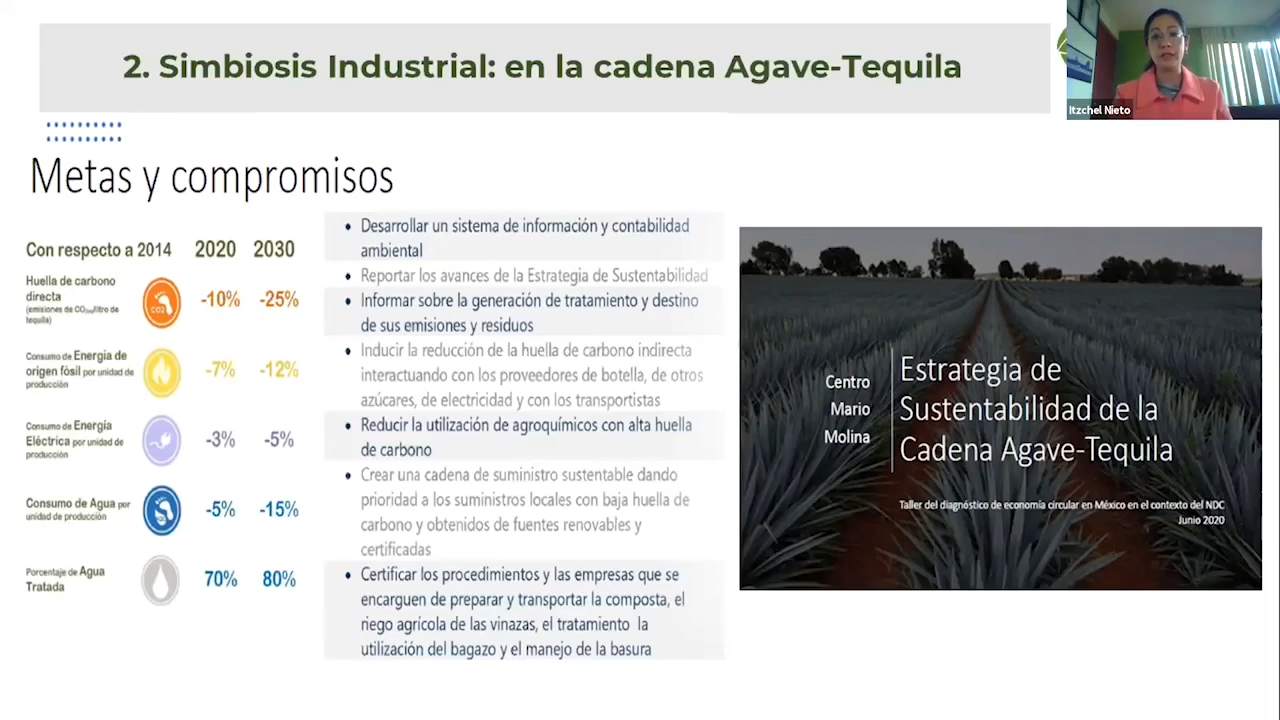 2. Simbiosis Industrial: en la cadena Agave-Tequila
Itzchel Nieto
Metas y compromisos
Con respecto a 2014 2020 2030
Huella de carbono
directa
(emisiones de CO₂eq/litro de
tequila)
CO2
-10% -25%
Consumo de Energía de
origen fósil por unidad de
producción
-7% -12%
Consumo de Energía
Eléctrica por unidad de
producción
-3% -5%
Consumo de Agua por
unidad de producción
-5% -15%
Porcentaje de Agua
Tratada
70% 80%
• Desarrollar un sistema de información y contabilidad
ambiental
• Reportar los avances de la Estrategia de Sustentabilidad
• Informar sobre la generación de tratamiento y destino
de sus emisiones y residuos
• Inducir la reducción de la huella de carbono indirecta
interactuando con los proveedores de botella, de otros
azúcares, de electricidad y con los transportistas
• Reducir la utilización de agroquímicos con alta huella
de carbono
• Crear una cadena de suministro sustentable dando
prioridad a los suministros locales con baja huella de
carbono y obtenidos de fuentes renovables y
certificadas
• Certificar los procedimientos y las empresas que se
encarguen de preparar y transportar la composta, el
riego agrícola de las vinazas, el tratamiento la
utilización del bagazo y el manejo de la basura
Centro
Mario
Molina
Estrategia de
Sustentabilidad de la
Cadena Agave-Tequila
Taller del diagnóstico de economía circular en México en el contexto del NDC
Junio 2020